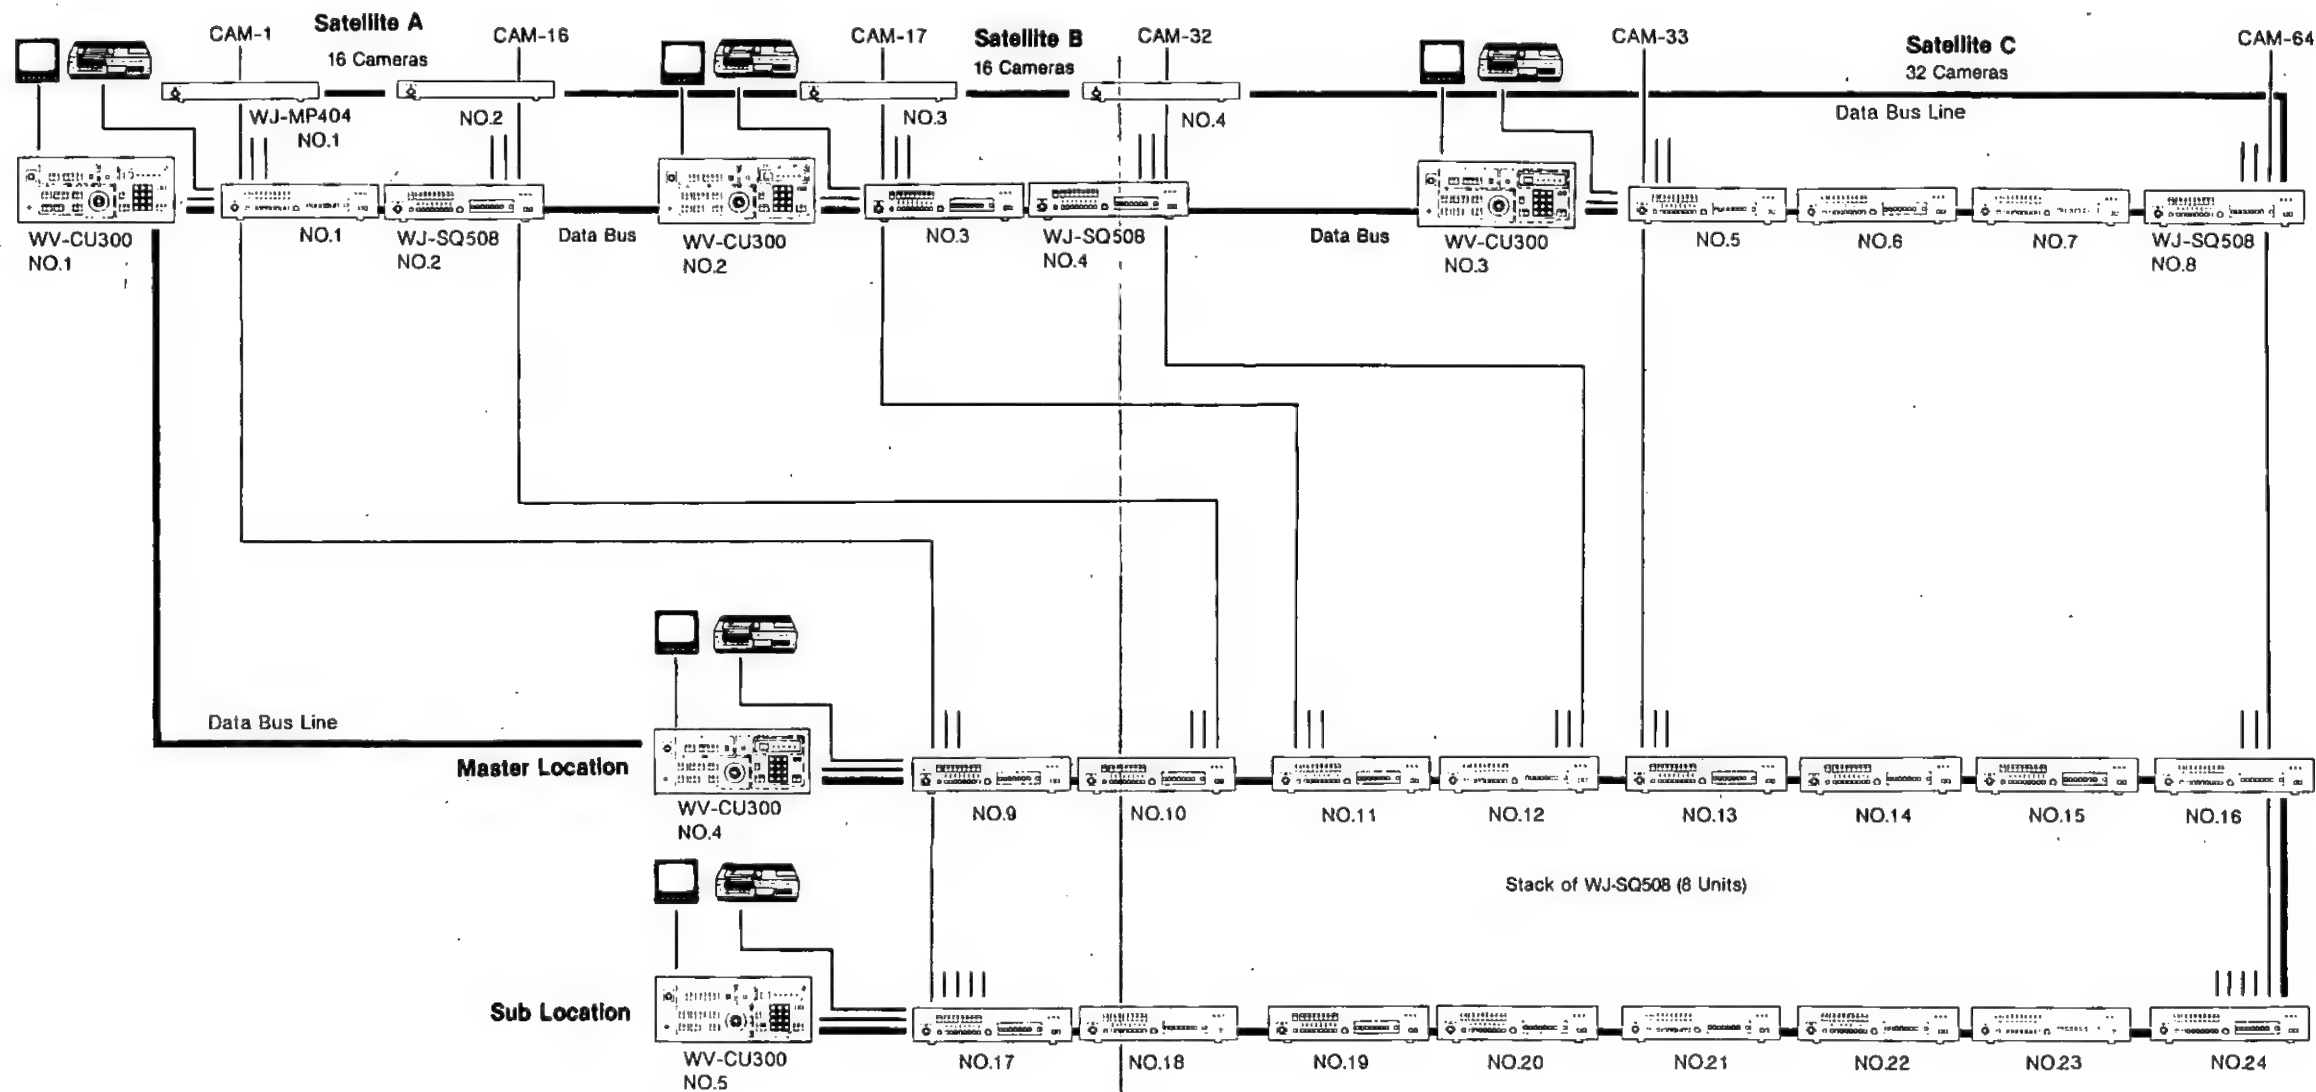 CAM-1
Satellite A
16 Cameras
CAM-16
CAM-17
Satellite B
16 Cameras
CAM-32
CAM-33
Satellite C
32 Cameras
CAM-64
WJ-MP404
NO.1
NO.2
NO.3
NO.4
Data Bus Line
WV-CU300
NO.1
NO.1
WJ-SQ508
NO.2
Data Bus
WV-CU300
NO.2
NO.3
WJ-SQ508
NO.4
Data Bus
WV-CU300
NO.3
NO.5
NO.6
NO.7
WJ-SQ508
NO.8
Data Bus Line
Master Location
WV-CU300
NO.4
NO.9
NO.10
NO.11
NO.12
NO.13
NO.14
NO.15
NO.16
Stack of WJ-SQ508 (8 Units)
Sub Location
WV-CU300
NO.5
NO.17
NO.18
NO.19
NO.20
NO.21
NO.22
NO.23
NO.24